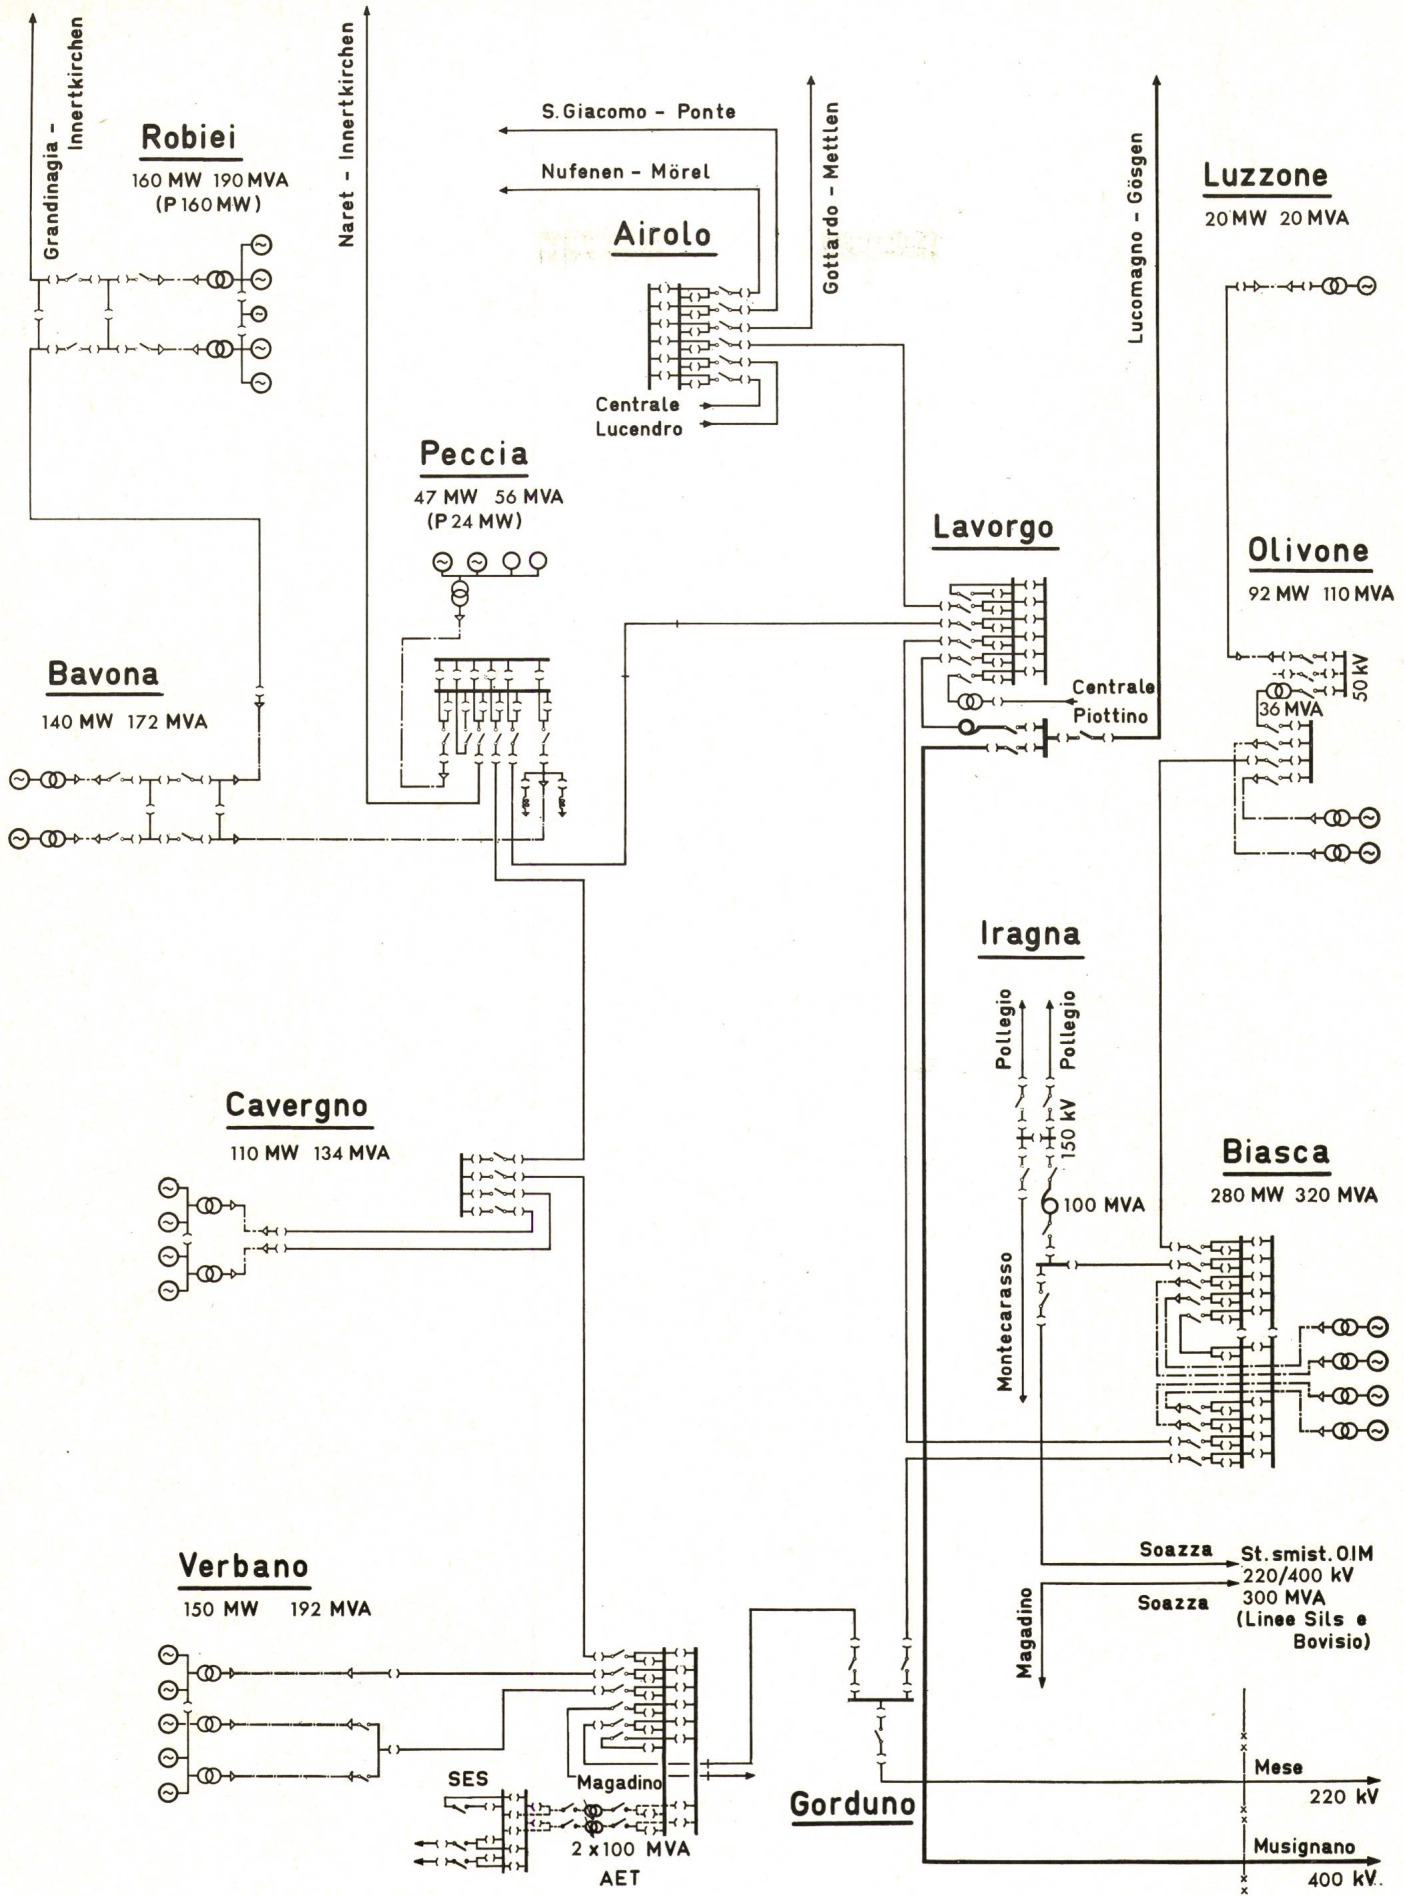 Grandinagia -
Innertkirchen
Robiei
160 MW 190 MVA
(P 160 MW)
Naret - Innertkirchen
S. Giacomo - Ponte
Nufenen - Mörel
Airolo
Gottardo - Mettlen
Centrale
Lucendro
Lucomagno - Gösgen
Luzzone
20 MW 20 MVA
Peccia
47 MW 56 MVA
(P 24 MW)
Lavorgo
Centrale
Piottino
Olivone
92 MW 110 MVA
50 kV
36 MVA
Bavona
140 MW 172 MVA
Iragna
Pollegio
Pollegio
150 kV
100 MVA
Montecarasso
Cavergno
110 MW 134 MVA
Biasca
280 MW 320 MVA
Soazza
St. smist. OIM
220/400 kV
300 MVA
(Linee Sils e
Bovisio)
Soazza
Magadino
Verbano
150 MW 192 MVA
SES
Magadino
2 x 100 MVA
AET
Gorduno
Mese
220 kV
Musignano
400 kV.